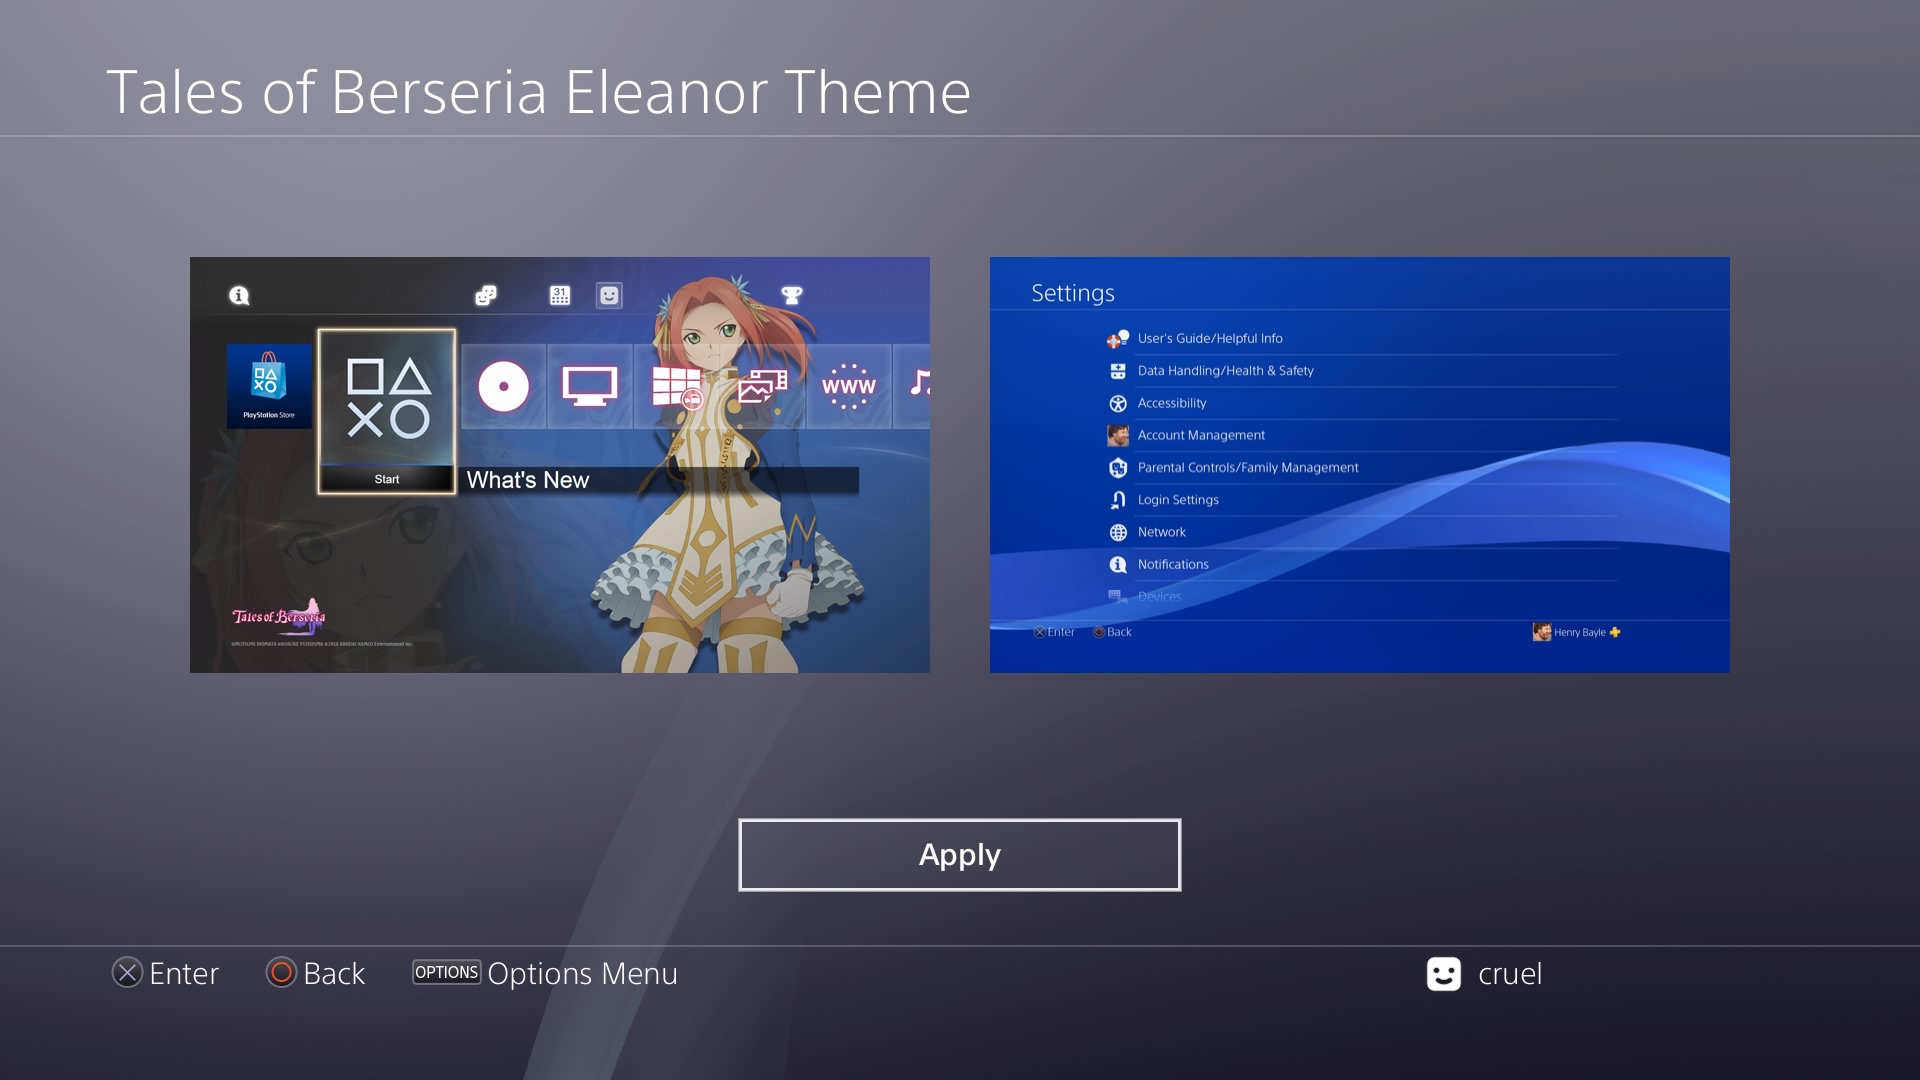 Tales of Berseria Eleanor Theme
31
PlayStation Store
Start
What's New
www
Tales of Berseria
Settings
User's Guide/Helpful Info
Data Handling/Health & Safety
Accessibility
Account Management
Parental Controls/Family Management
Login Settings
Network
Notifications
Devices
Enter
Back
Henry Bayle
Apply
Enter
Back
OPTIONS
Options Menu
cruel